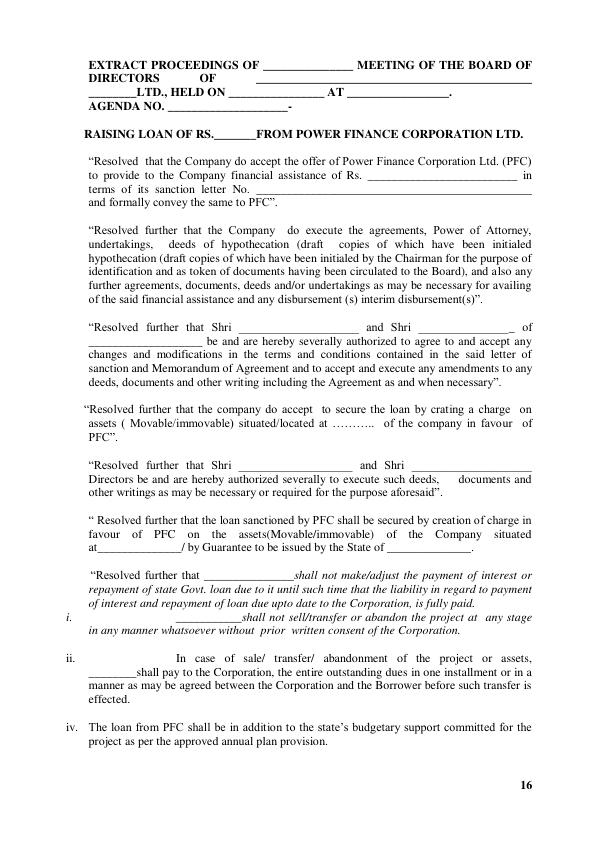 EXTRACT PROCEEDINGS OF _______________ MEETING OF THE BOARD OF
DIRECTORS OF ______________________________________________
________LTD., HELD ON ________________ AT _________________.
AGENDA NO. ____________________-
RAISING LOAN OF RS._______FROM POWER FINANCE CORPORATION LTD.
“Resolved that the Company do accept the offer of Power Finance Corporation Ltd. (PFC)
to provide to the Company financial assistance of Rs. _________________________ in
terms of its sanction letter No. ______________________________________________
and formally convey the same to PFC”.
“Resolved further that the Company do execute the agreements, Power of Attorney,
undertakings, deeds of hypothecation (draft copies of which have been initialed
hypothecation (draft copies of which have been initialed by the Chairman for the purpose of
identification and as token of documents having been circulated to the Board), and also any
further agreements, documents, deeds and/or undertakings as may be necessary for availing
of the said financial assistance and any disbursement (s) interim disbursement(s)”.
“Resolved further that Shri ____________________ and Shri ________________ of
___________________ be and are hereby severally authorized to agree to and accept any
changes and modifications in the terms and conditions contained in the said letter of
sanction and Memorandum of Agreement and to accept and execute any amendments to any
deeds, documents and other writing including the Agreement as and when necessary”.
“Resolved further that the company do accept to secure the loan by crating a charge on
assets ( Movable/immovable) situated/located at ……….. of the company in favour of
PFC”.
“Resolved further that Shri ___________________ and Shri ____________________
Directors be and are hereby authorized severally to execute such deeds, documents and
other writings as may be necessary or required for the purpose aforesaid”.
“ Resolved further that the loan sanctioned by PFC shall be secured by creation of charge in
favour of PFC on the assets(Movable/immovable) of the Company situated
at______________/ by Guarantee to be issued by the State of ______________.
“Resolved further that _______________shall not make/adjust the payment of interest or
repayment of state Govt. loan due to it until such time that the liability in regard to payment
of interest and repayment of loan due upto date to the Corporation, is fully paid.
i. ___________shall not sell/transfer or abandon the project at any stage
in any manner whatsoever without prior written consent of the Corporation.
ii. In case of sale/ transfer/ abandonment of the project or assets,
________shall pay to the Corporation, the entire outstanding dues in one installment or in a
manner as may be agreed between the Corporation and the Borrower before such transfer is
effected.
iv. The loan from PFC shall be in addition to the state’s budgetary support committed for the
project as per the approved annual plan provision.
16